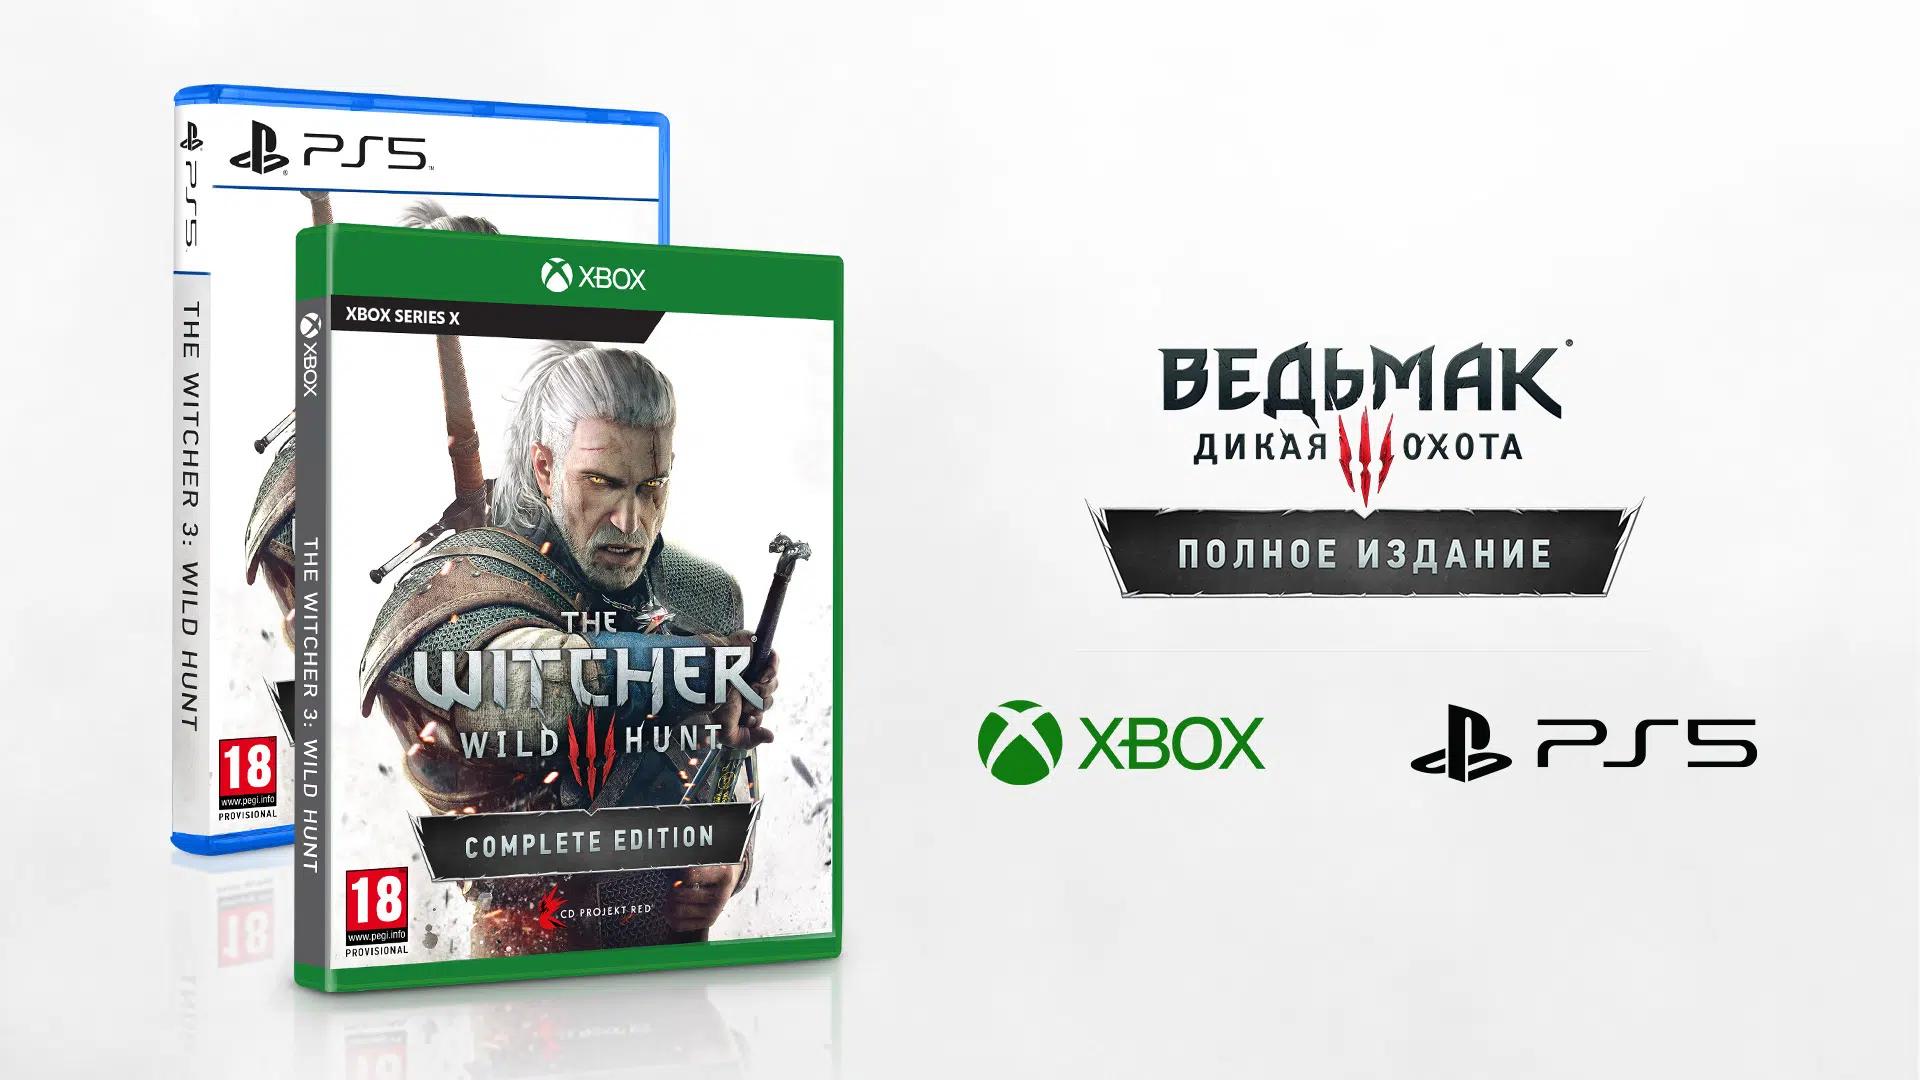 PS5
PS5
THE WITCHER 3: WILD HUNT
18
www.pegi.info
PROVISIONAL
XBOX
XBOX SERIES X
XBOX
THE WITCHER 3: WILD HUNT
THE
WITCHER®
WILD HUNT
COMPLETE EDITION
CD PROJEKT RED
18
www.pegi.info
PROVISIONAL
ВЕДЬМАК®
ДИКАЯ ОХОТА
ПОЛНОЕ ИЗДАНИЕ
XBOX
PS5